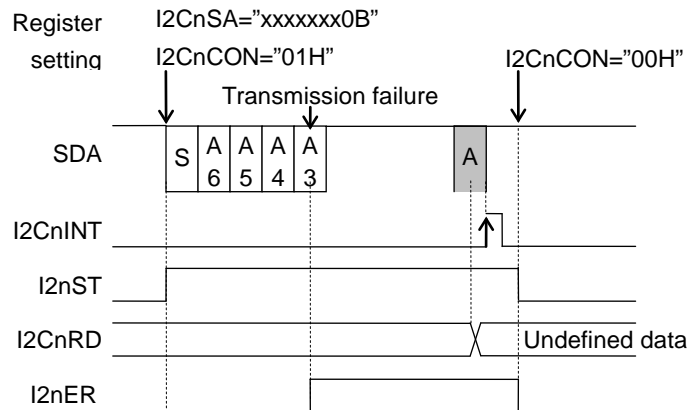 Register
setting
I2CnSA="xxxxxxx0B"
I2CnCON="01H"
I2CnCON="00H"
Transmission failure
SDA
S
A
6
A
5
A
4
A
3
A
I2CnINT
I2nST
I2CnRD
Undefined data
I2nER